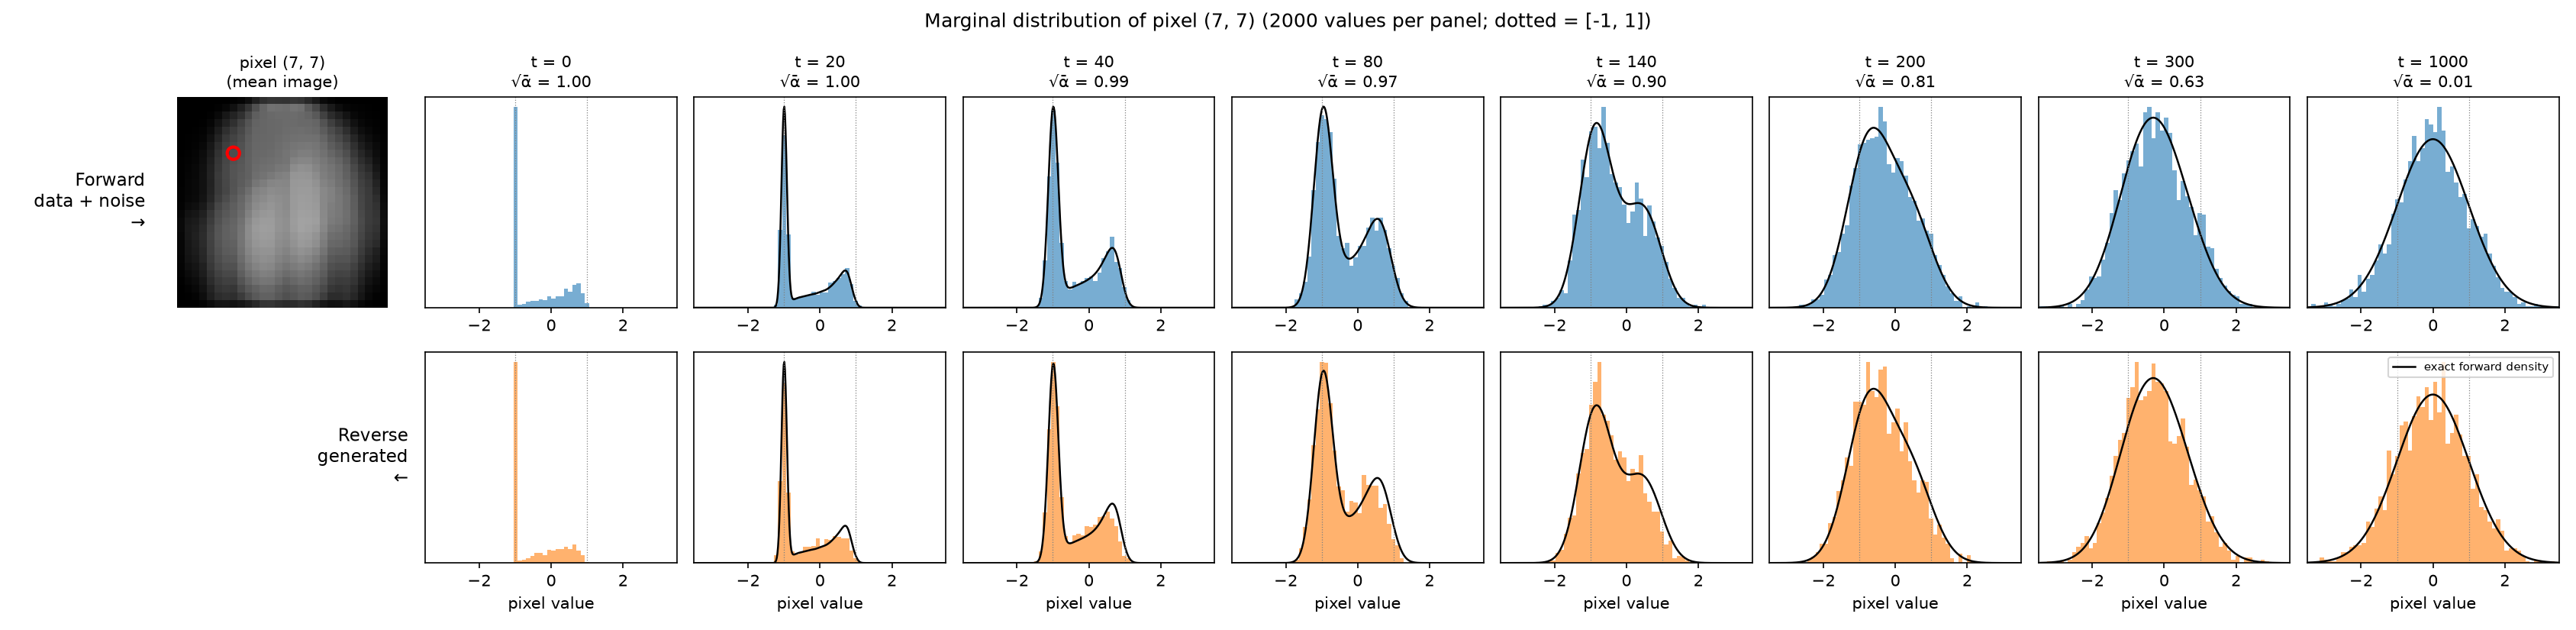 Marginal distribution of pixel (7, 7) (2000 values per panel; dotted = [-1, 1])
pixel (7, 7)
(mean image)
t = 0
√ᾱ = 1.00
t = 20
√ᾱ = 1.00
t = 40
√ᾱ = 0.99
t = 80
√ᾱ = 0.97
t = 140
√ᾱ = 0.90
t = 200
√ᾱ = 0.81
t = 300
√ᾱ = 0.63
t = 1000
√ᾱ = 0.01
Forward
data + noise
→
−2 0 2
−2 0 2
−2 0 2
−2 0 2
−2 0 2
−2 0 2
−2 0 2
−2 0 2
Reverse
generated
←
exact forward density
−2 0 2
−2 0 2
−2 0 2
−2 0 2
−2 0 2
−2 0 2
−2 0 2
−2 0 2
pixel value
pixel value
pixel value
pixel value
pixel value
pixel value
pixel value
pixel value